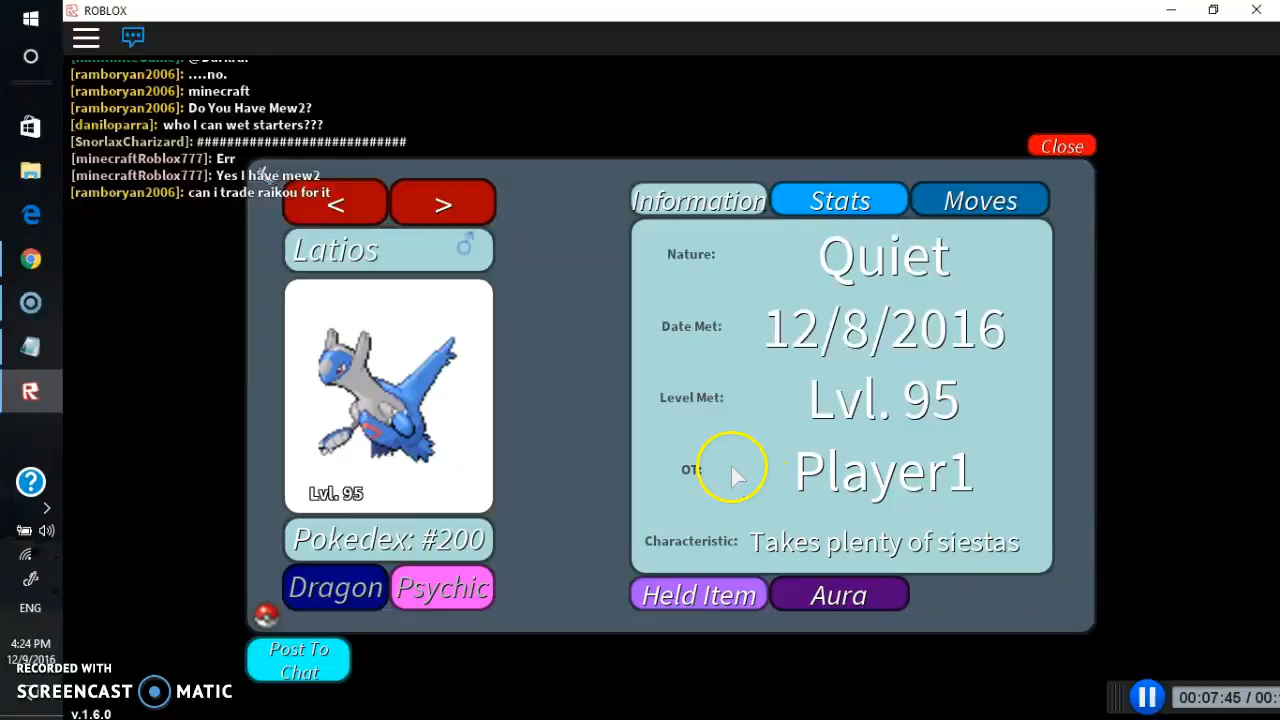 ROBLOX
[ramboryan2006]: ....no.
[ramboryan2006]: minecraft
[ramboryan2006]: Do You Have Mew2?
[daniloparra]: who I can wet starters???
[SnorlaxCharizard]: ############################
[minecraftRoblox777]: Err
[minecraftRoblox777]: Yes I have mew2
[ramboryan2006]: can i trade raikou for it
Close
< >
Information Stats Moves
Latios ♂
Nature: Quiet
Date Met: 12/8/2016
Level Met: Lvl. 95
OT: Player1
Characteristic: Takes plenty of siestas
Lvl. 95
Pokedex: #200
Dragon Psychic
Held Item Aura
Post To
Chat
ENG
4:24 PM
12/9/2016
RECORDED WITH
SCREENCAST MATIC
v.1.6.0
00:07:45 / 00: